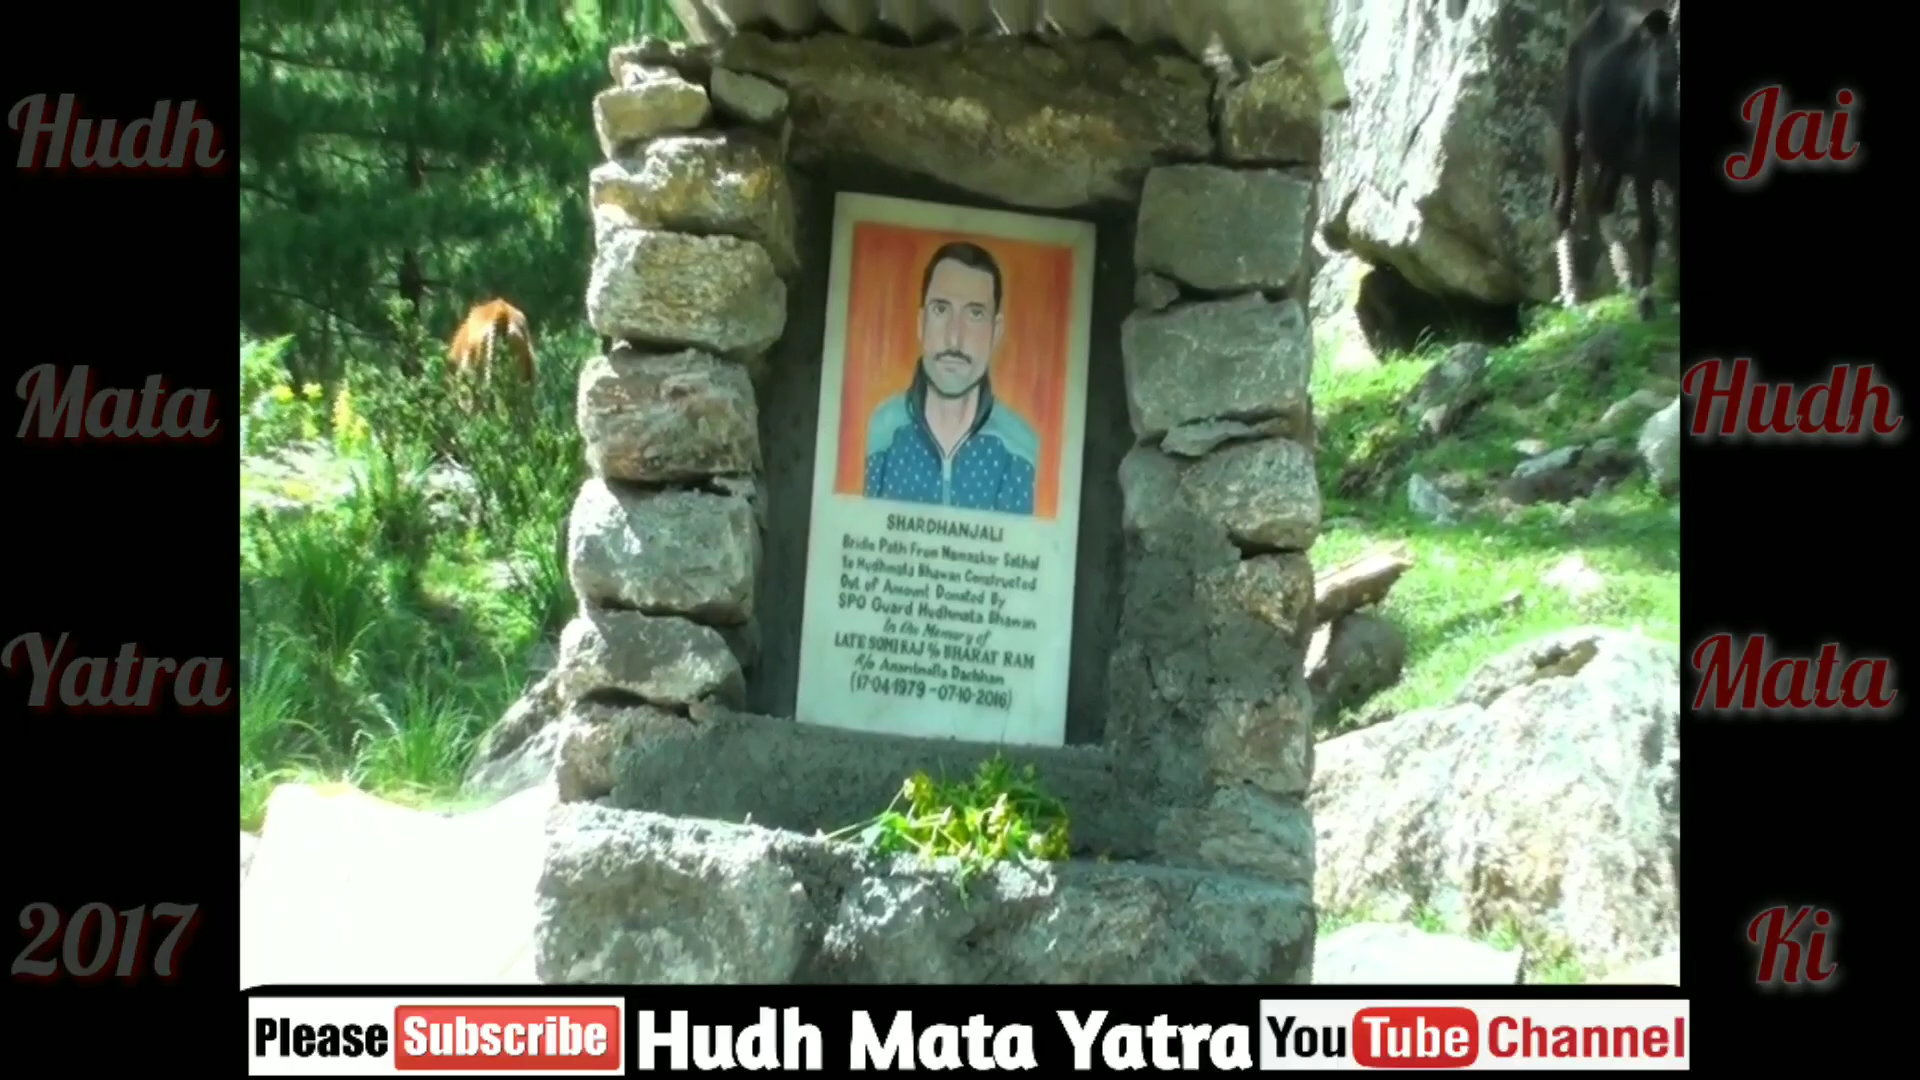 Hudh
Mata
Yatra
2017
SHARDHANJALI
Bridle Path From Namaskar Sathal
To Hudhmata Bhawan Constructed
Out of Amount Donated By
SPO Guard Hudhmata Bhawan
In the Memory of
LATE SOMI RAJ S/o BHARAT RAM
R/o Anantnalla Dachhan
(17-04-1979 - 07-10-2016)
Jai
Hudh
Mata
Ki
Please Subscribe Hudh Mata Yatra YouTube Channel